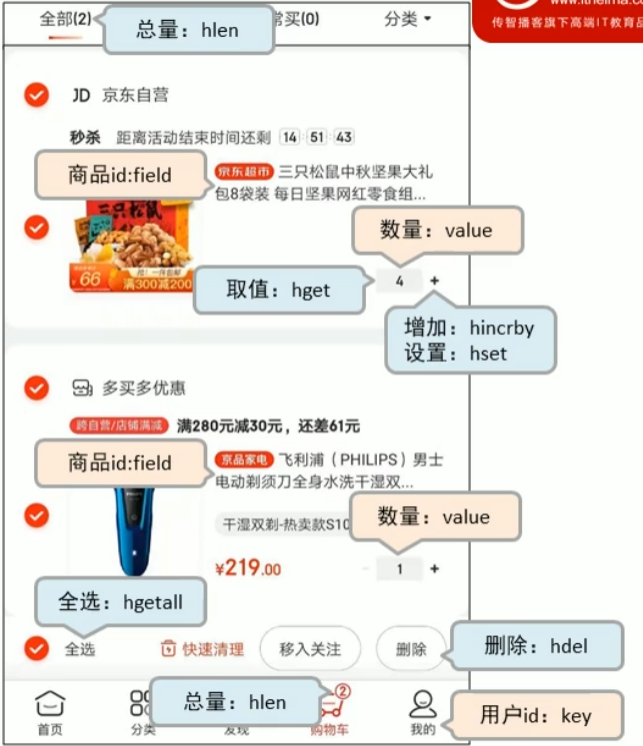 全部(2)
总量：hlen
常买(0)
分类
www.itheima.co
传智播客旗下高端IT教育品
JD 京东自营
秒杀 距离活动结束时间还剩 14:51:43
商品id:field
京东超市 三只松鼠中秋坚果大礼
包8袋装 每日坚果网红零食组...
三只松鼠
数量：value
66
满300减200
取值：hget
4 +
增加：hincrby
设置：hset
多买多优惠
跨自营/店铺满减 满280元减30元，还差61元
商品id:field
京品家电 飞利浦（PHILIPS）男士
电动剃须刀全身水洗干湿双...
干湿双剃-热卖款S10
数量：value
¥219.00
- 1 +
全选：hgetall
全选
快速清理
移入关注
删除
删除：hdel
总量：hlen
2
用户id：key
首页
分类
发现
购物车
我的